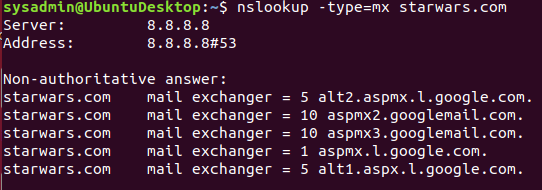 sysadmin@UbuntuDesktop:~$ nslookup -type=mx starwars.com
Server: 8.8.8.8
Address: 8.8.8.8#53
Non-authoritative answer:
starwars.com mail exchanger = 5 alt2.aspmx.l.google.com.
starwars.com mail exchanger = 10 aspmx2.googlemail.com.
starwars.com mail exchanger = 10 aspmx3.googlemail.com.
starwars.com mail exchanger = 1 aspmx.l.google.com.
starwars.com mail exchanger = 5 alt1.aspx.l.google.com.